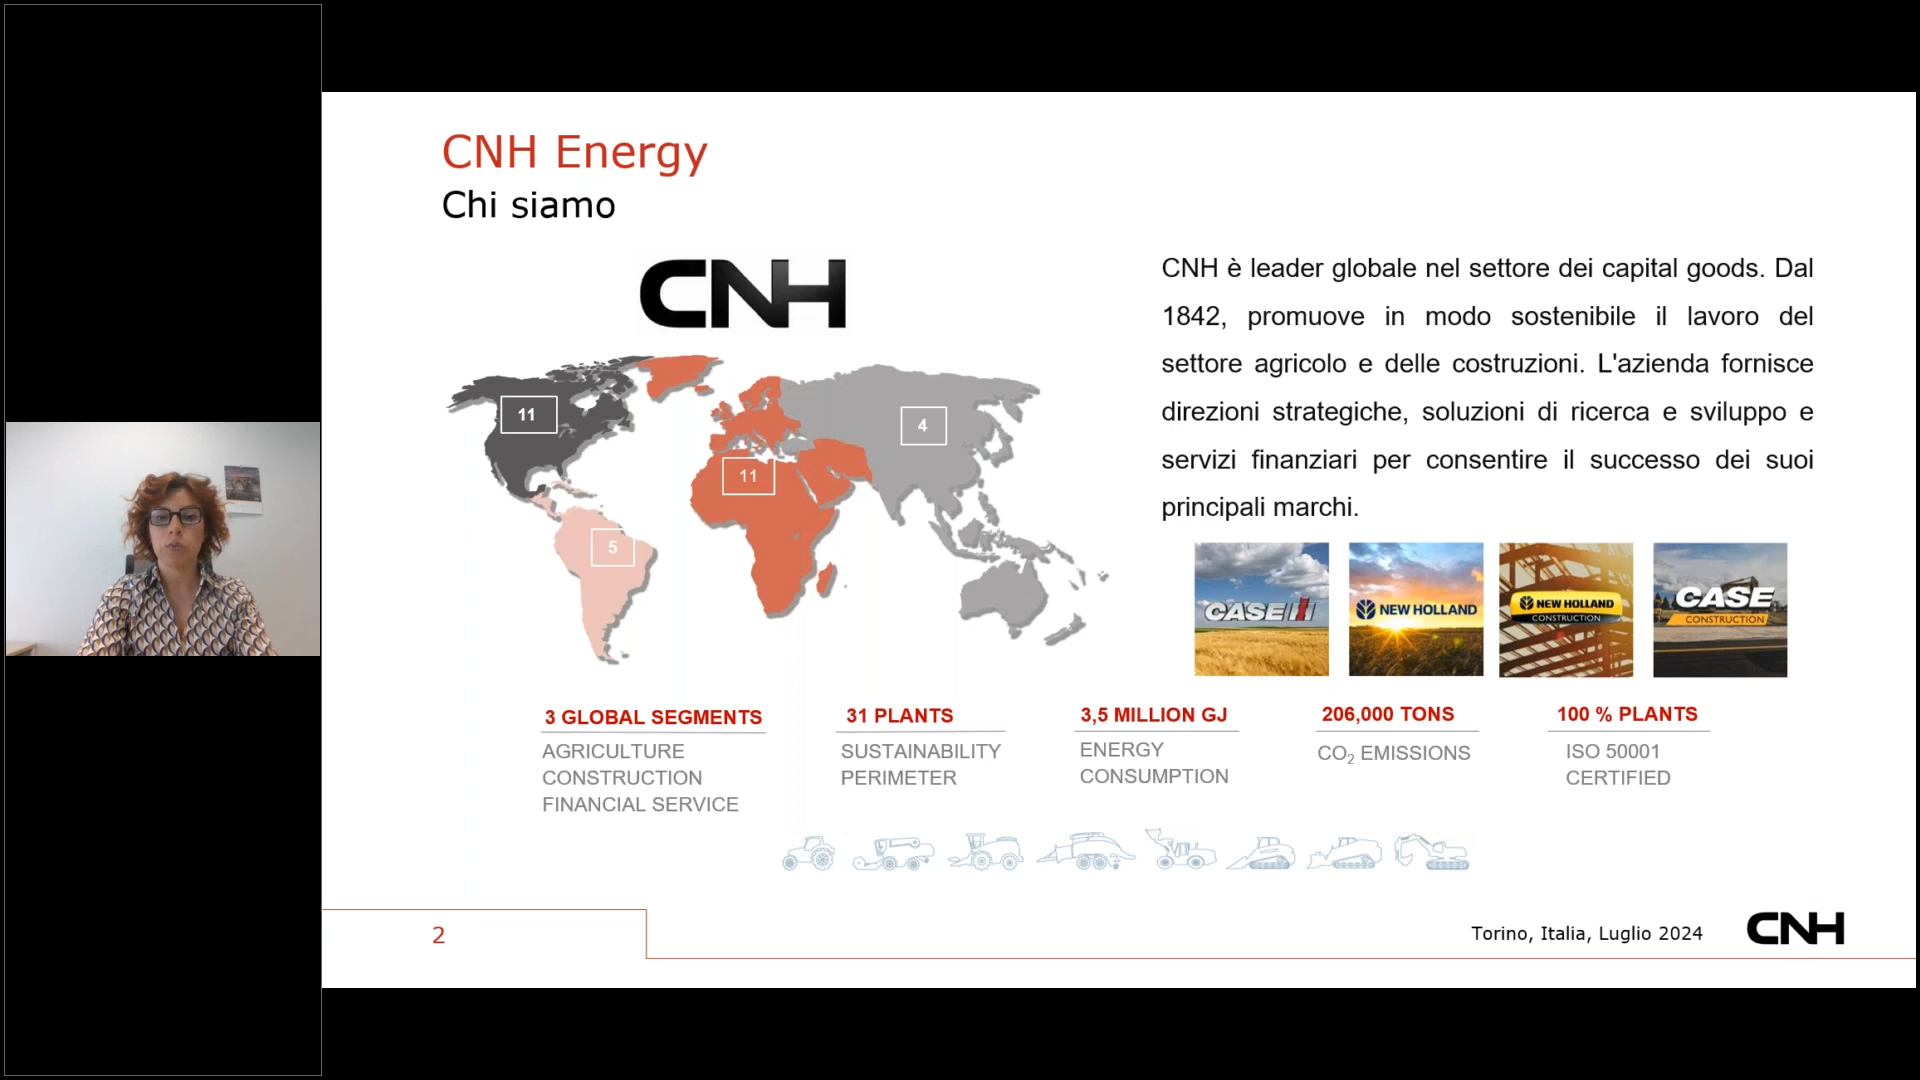 CNH Energy
Chi siamo
CNH
11
4
11
5
CNH è leader globale nel settore dei capital goods. Dal
1842, promuove in modo sostenibile il lavoro del
settore agricolo e delle costruzioni. L'azienda fornisce
direzioni strategiche, soluzioni di ricerca e sviluppo e
servizi finanziari per consentire il successo dei suoi
principali marchi.
CASE IH
NEW HOLLAND
NEW HOLLAND
CONSTRUCTION
CASE
CONSTRUCTION
3 GLOBAL SEGMENTS
AGRICULTURE
CONSTRUCTION
FINANCIAL SERVICE
31 PLANTS
SUSTAINABILITY
PERIMETER
3,5 MILLION GJ
ENERGY
CONSUMPTION
206,000 TONS
CO2 EMISSIONS
100 % PLANTS
ISO 50001
CERTIFIED
2
Torino, Italia, Luglio 2024
CNH